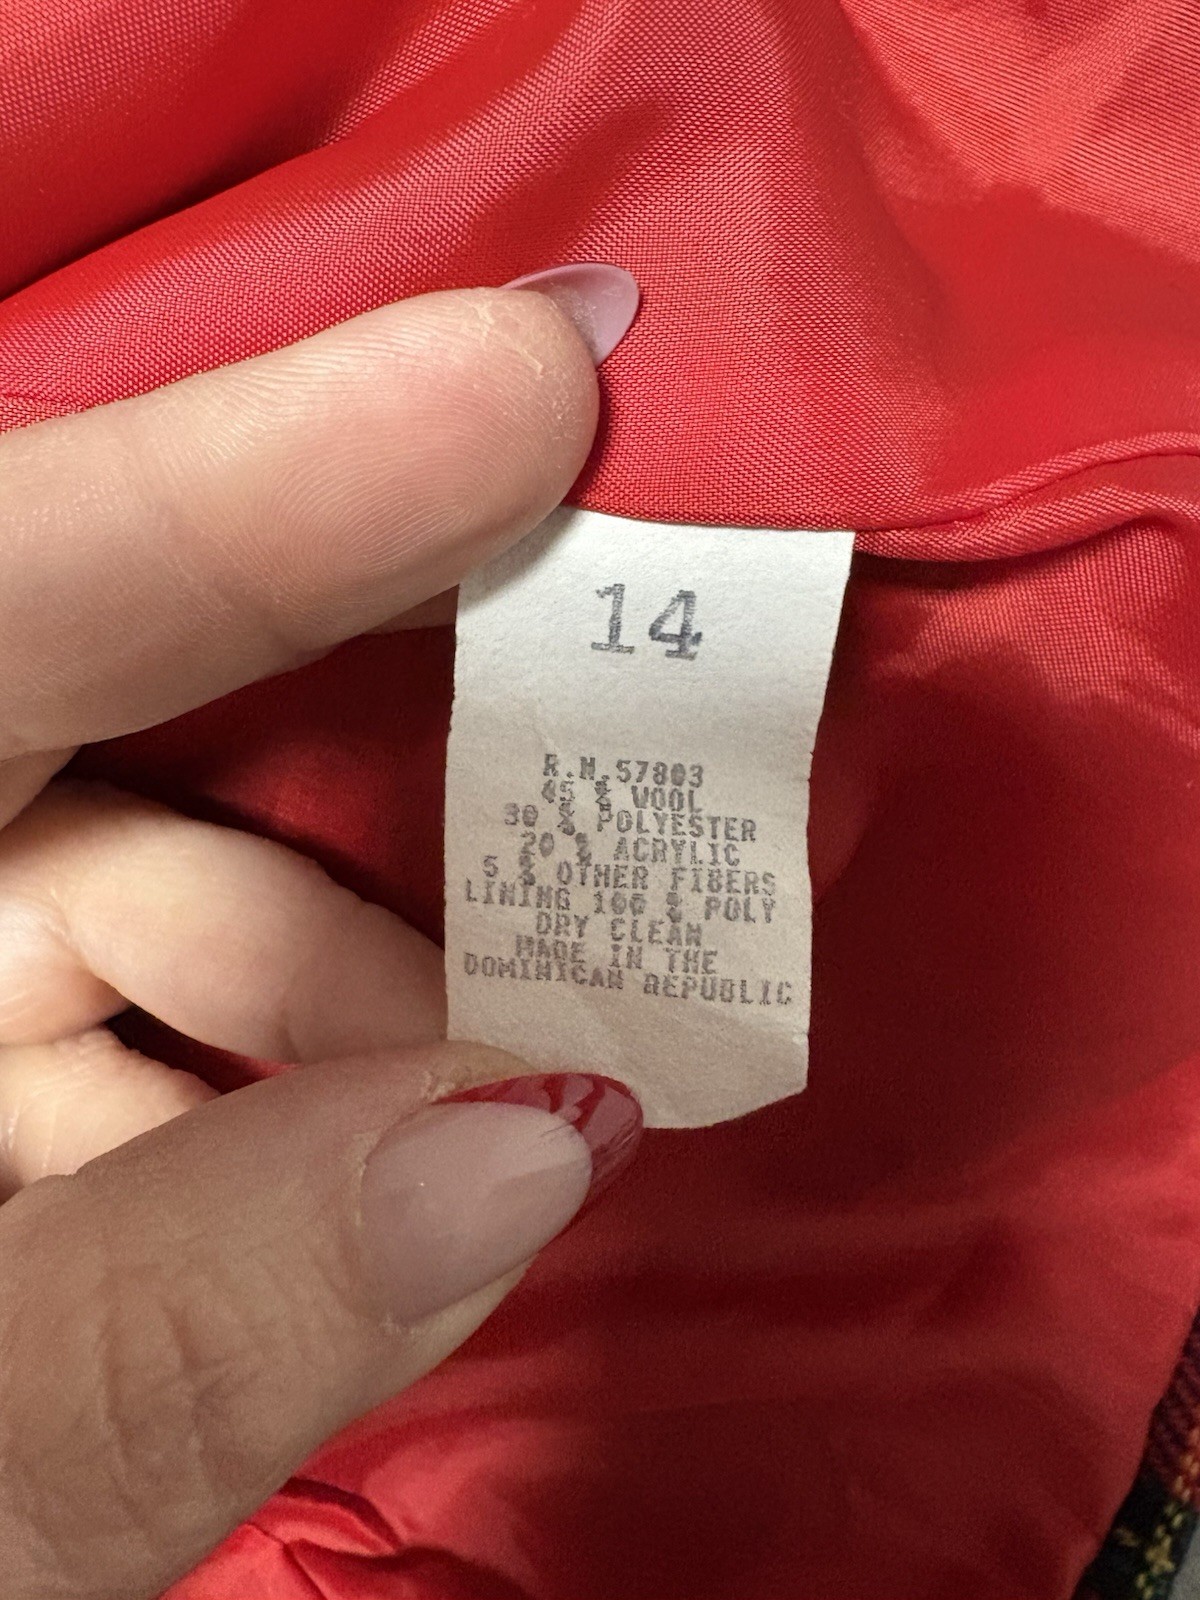 14
R.N.57803
45 % WOOL
30 % POLYESTER
20 % ACRYLIC
5 % OTHER FIBERS
LINING 100 % POLY
DRY CLEAN
MADE IN THE
DOMINICAN REPUBLIC